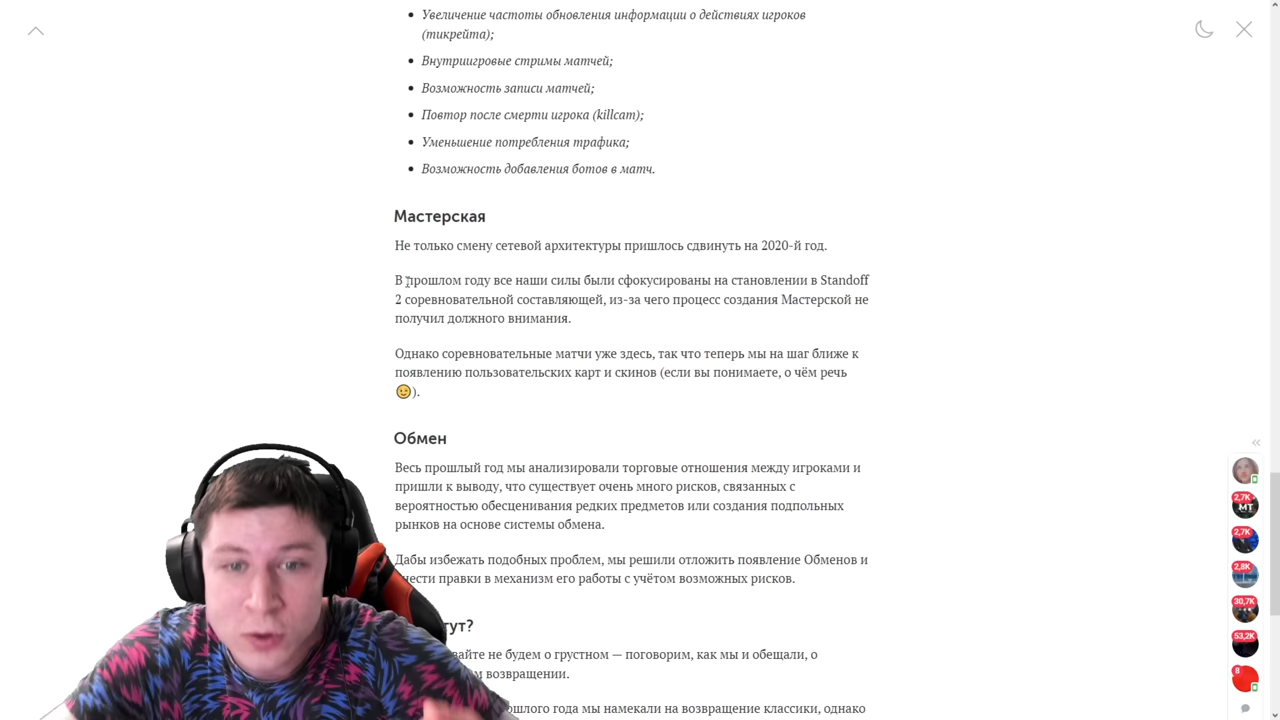 Увеличение частоты обновления информации о действиях игроков
(тикрейта);
Внутриигровые стримы матчей;
Возможность записи матчей;
Повтор после смерти игрока (killcam);
Уменьшение потребления трафика;
Возможность добавления ботов в матч.
Мастерская
Не только смену сетевой архитектуры пришлось сдвинуть на 2020-й год.
В прошлом году все наши силы были сфокусированы на становлении в Standoff
2 соревновательной составляющей, из-за чего процесс создания Мастерской не
получил должного внимания.
Однако соревновательные матчи уже здесь, так что теперь мы на шаг ближе к
появлению пользовательских карт и скинов (если вы понимаете, о чём речь
🙂).
Обмен
Весь прошлый год мы анализировали торговые отношения между игроками и
пришли к выводу, что существует очень много рисков, связанных с
вероятностью обесценивания редких предметов или создания подпольных
рынков на основе системы обмена.
Дабы избежать подобных проблем, мы решили отложить появление Обменов и
нести правки в механизм его работы с учётом возможных рисков.
тут?
вайте не будем о грустном — поговорим, как мы и обещали, о
м возвращении.
ошлого года мы намекали на возвращение классики, однако
2,7K
МТ
2,7K
2,8K
30,7K
53,2K
8